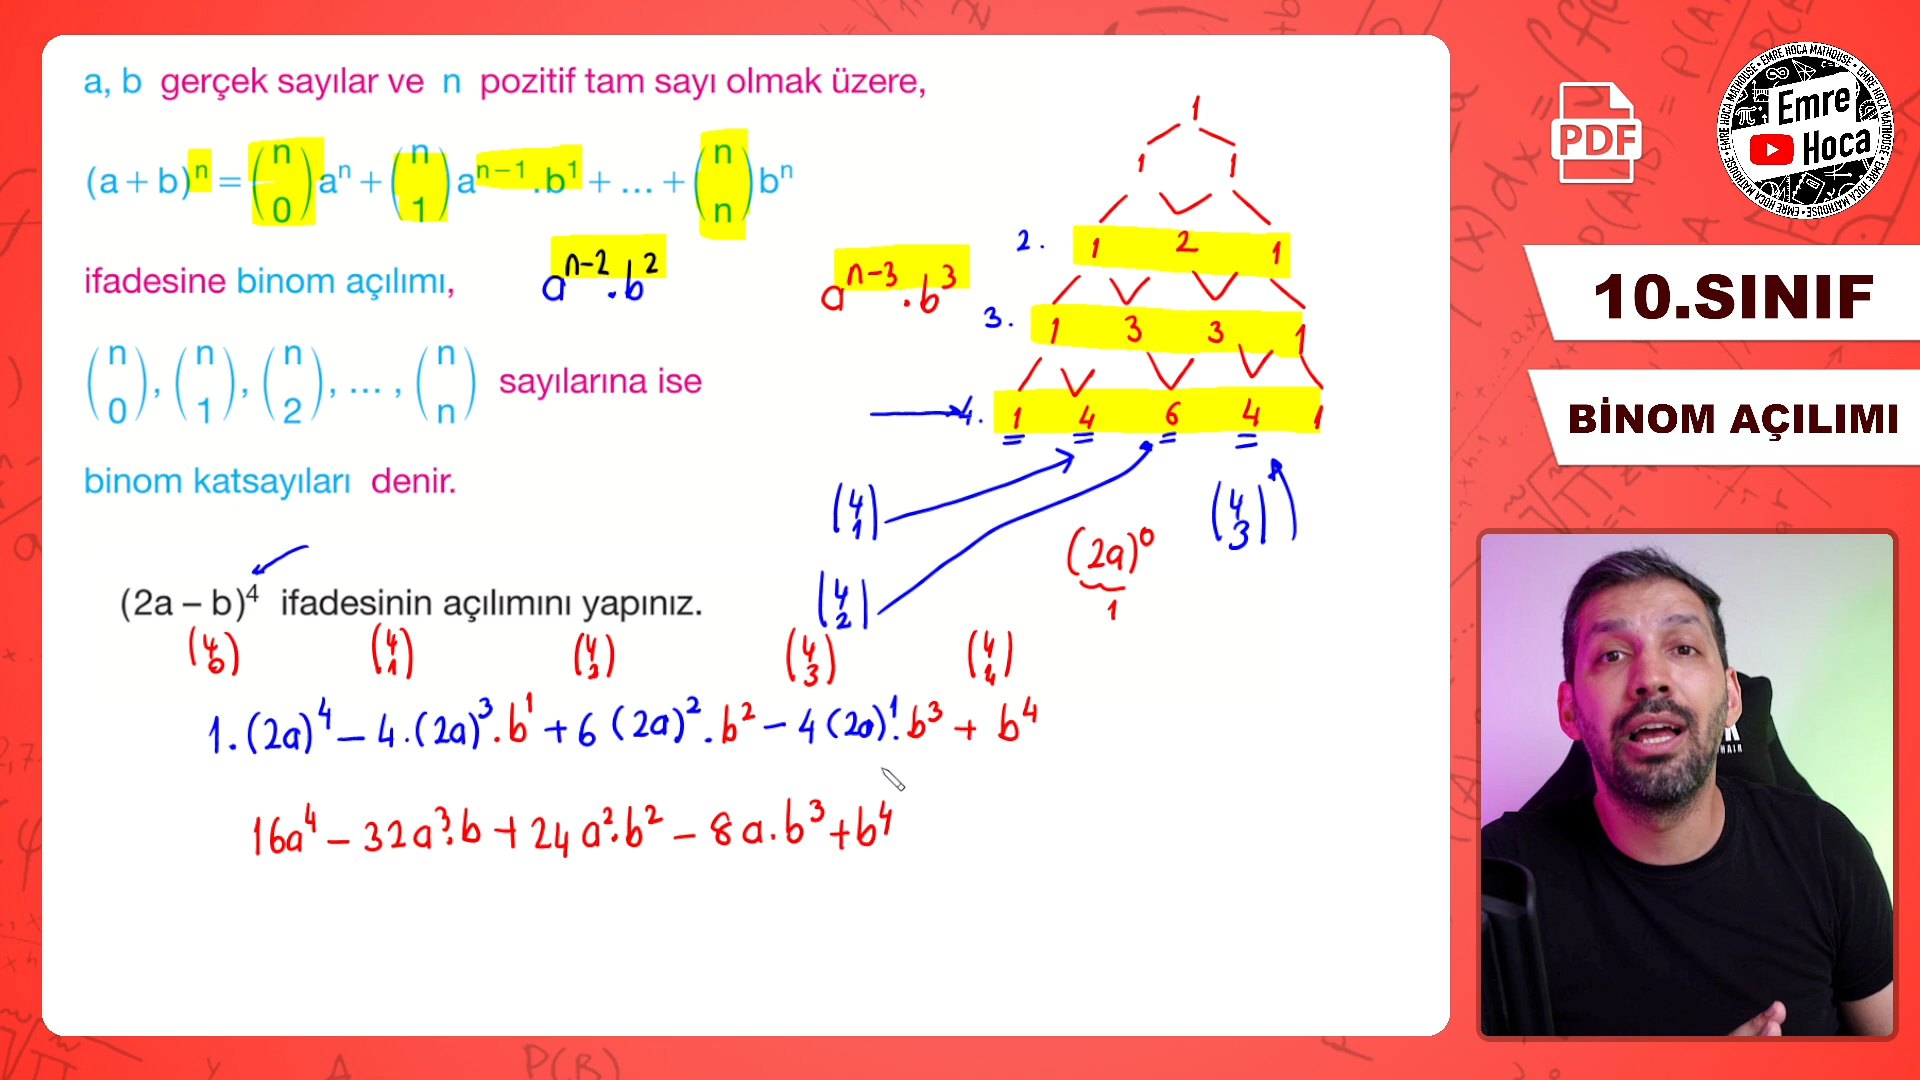 a, b gerçek sayılar ve n pozitif tam sayı olmak üzere,
(a + b)ⁿ = (n 0) aⁿ + (n 1) aⁿ⁻¹.b¹ + ... + (n n) bⁿ
ifadesine binom açılımı,
aⁿ⁻².b²
aⁿ⁻³.b³
(n 0), (n 1), (n 2), ... , (n n) sayılarına ise
binom katsayıları denir.
1
1 1
2. 1 2 1
3. 1 3 3 1
4. 1 4 6 4 1
(4 1)
(4 2)
(4 3)
(2a)⁰
1
(2a – b)⁴ ifadesinin açılımını yapınız.
(4 0) (4 1) (4 2) (4 3) (4 4)
1.(2a)⁴ – 4.(2a)³.b¹ + 6(2a)².b² – 4(2a)¹.b³ + b⁴
16a⁴ – 32a³.b + 24a².b² – 8a.b³ + b⁴
PDF
EMRE HOCA MATHOUSE
Emre
Hoca
10.SINIF
BİNOM AÇILIMI
P(B)